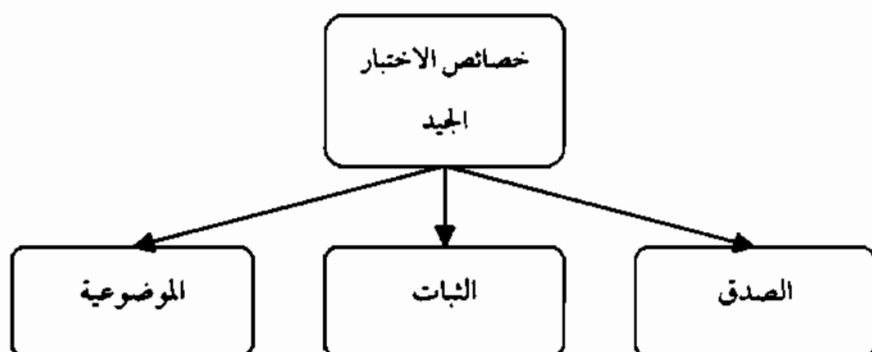 خصائص الاختبار
الجيد
الصدق
الثبات
الموضوعية